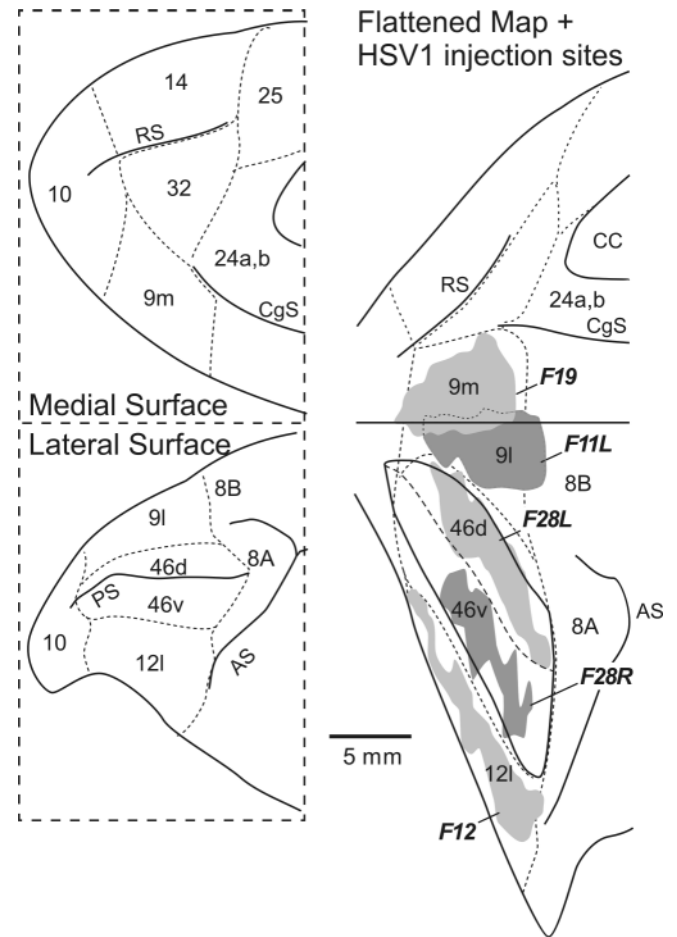 Flattened Map +
HSV1 injection sites
14
25
RS
10
32
24a,b
9m
CgS
Medial Surface
Lateral Surface
8B
9l
46d
8A
PS
46v
10
12l
AS
CC
RS
24a,b
CgS
9m
F19
9l
F11L
8B
46d
F28L
46v
8A
AS
F28R
5 mm
12l
F12